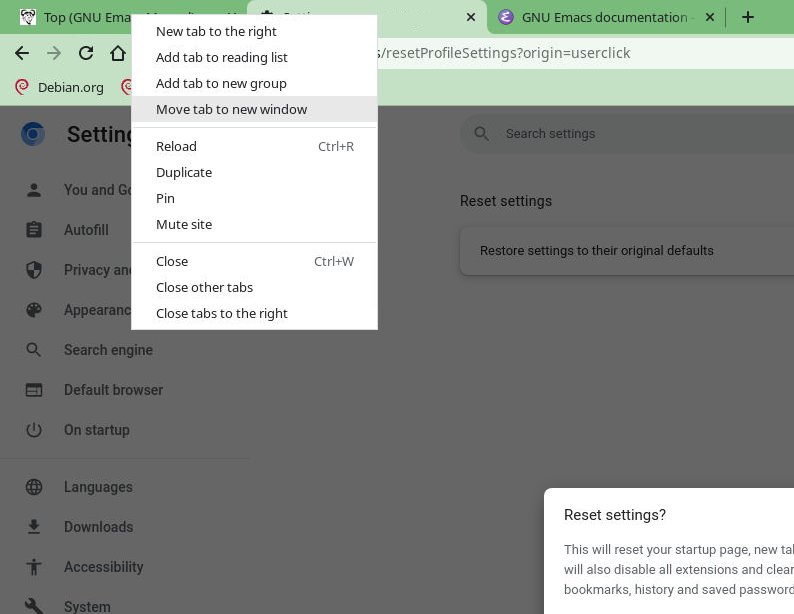 Top (GNU Ema
GNU Emacs documentation -
/resetProfileSettings?origin=userclick
Debian.org
New tab to the right
Add tab to reading list
Add tab to new group
Move tab to new window
Reload Ctrl+R
Duplicate
Pin
Mute site
Close Ctrl+W
Close other tabs
Close tabs to the right
Settin
Search settings
You and Go
Autofill
Privacy an
Appearanc
Search engine
Default browser
On startup
Languages
Downloads
Accessibility
System
Reset settings
Restore settings to their original defaults
Reset settings?
This will reset your startup page, new tab
will also disable all extensions and clear
bookmarks, history and saved password